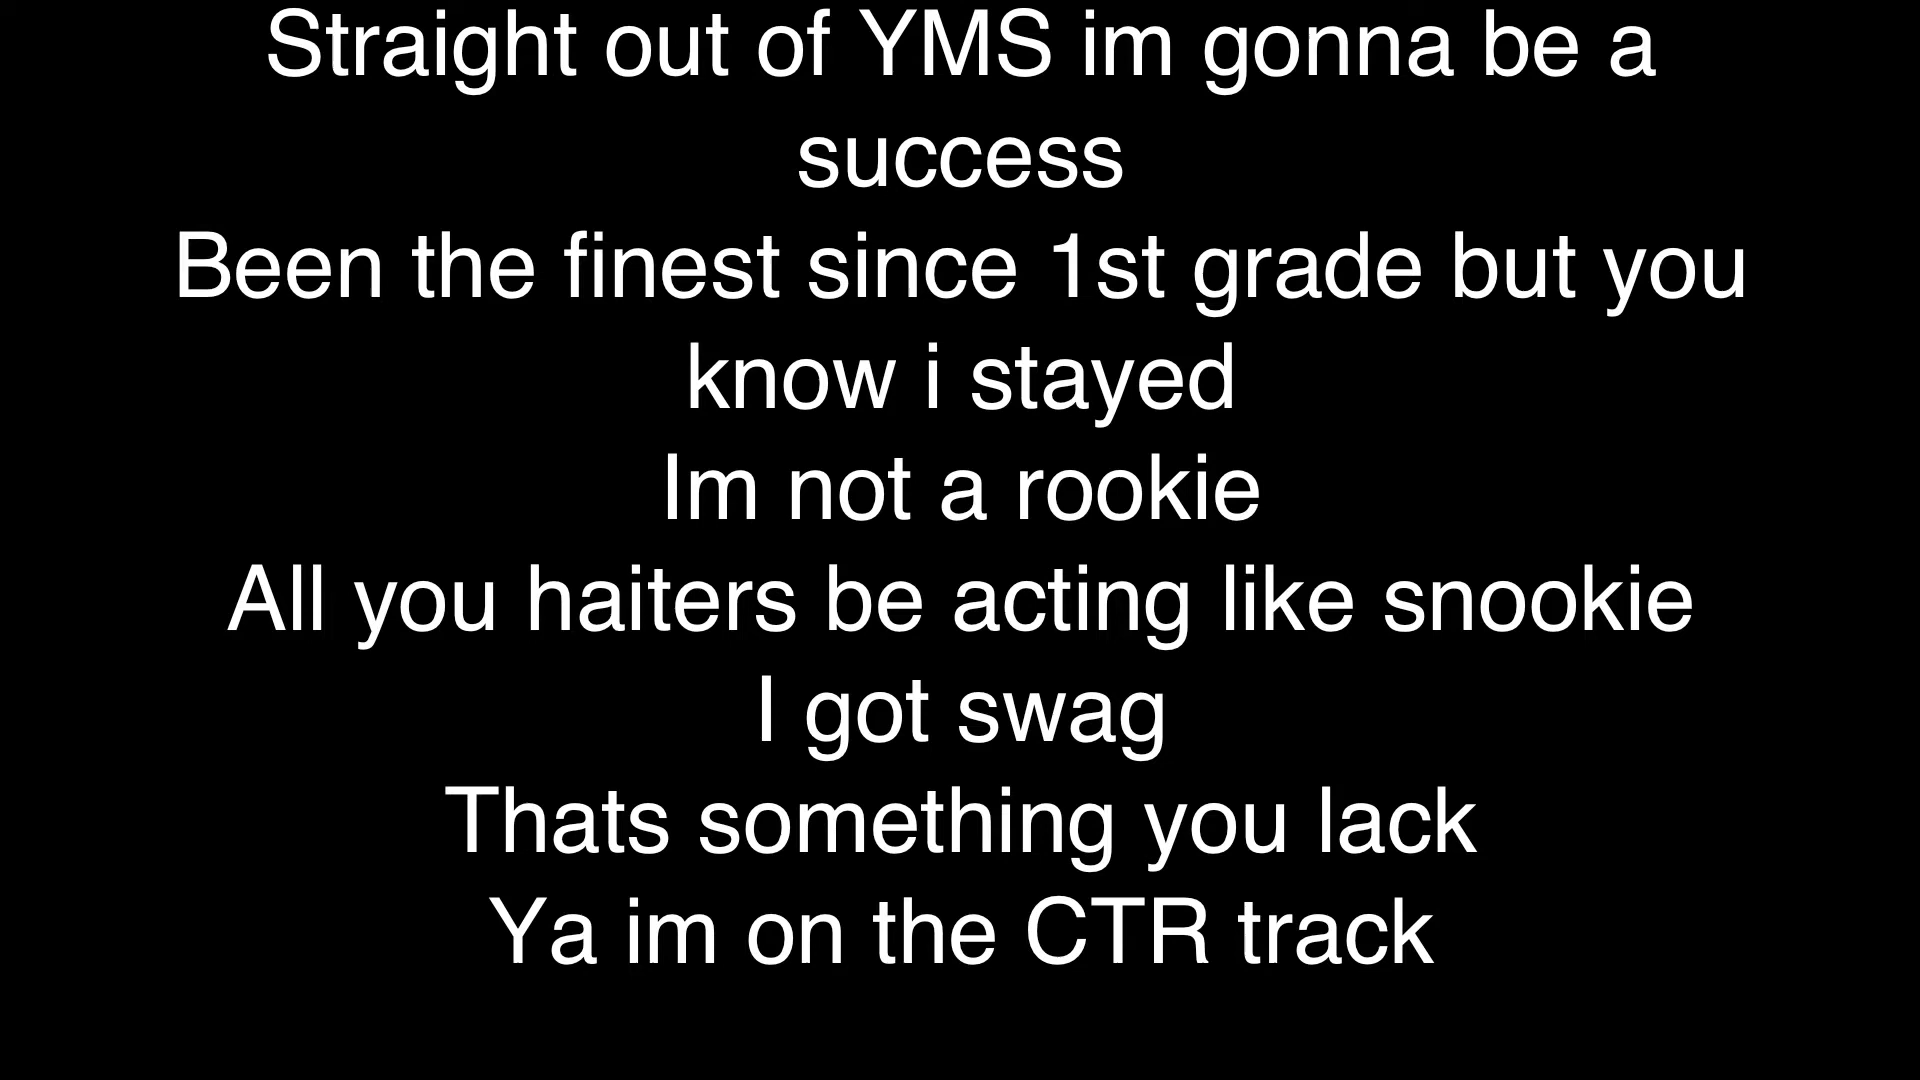 Straight out of YMS im gonna be a
success
Been the finest since 1st grade but you
know i stayed
Im not a rookie
All you haiters be acting like snookie
I got swag
Thats something you lack
Ya im on the CTR track